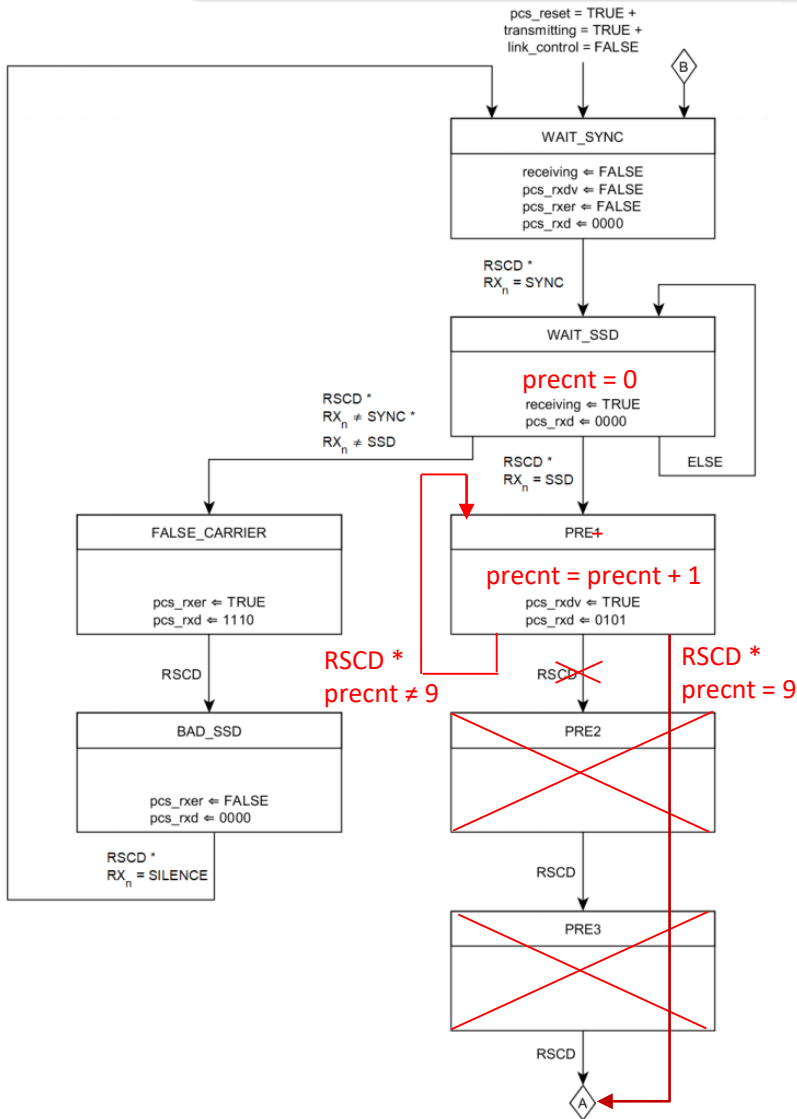 pcs_reset = TRUE +
transmitting = TRUE +
link_control = FALSE
B
WAIT_SYNC
receiving ⇐ FALSE
pcs_rxdv ⇐ FALSE
pcs_rxer ⇐ FALSE
pcs_rxd ⇐ 0000
RSCD *
RXn = SYNC
WAIT_SSD
precnt = 0
receiving ⇐ TRUE
pcs_rxd ⇐ 0000
RSCD *
RXn ≠ SYNC *
RXn ≠ SSD
RSCD *
RXn = SSD
ELSE
FALSE_CARRIER
pcs_rxer ⇐ TRUE
pcs_rxd ⇐ 1110
PRE1
precnt = precnt + 1
pcs_rxdv ⇐ TRUE
pcs_rxd ⇐ 0101
RSCD
RSCD *
precnt ≠ 9
RSCD
RSCD *
precnt = 9
BAD_SSD
pcs_rxer ⇐ FALSE
pcs_rxd ⇐ 0000
PRE2
RSCD *
RXn = SILENCE
RSCD
PRE3
RSCD
A